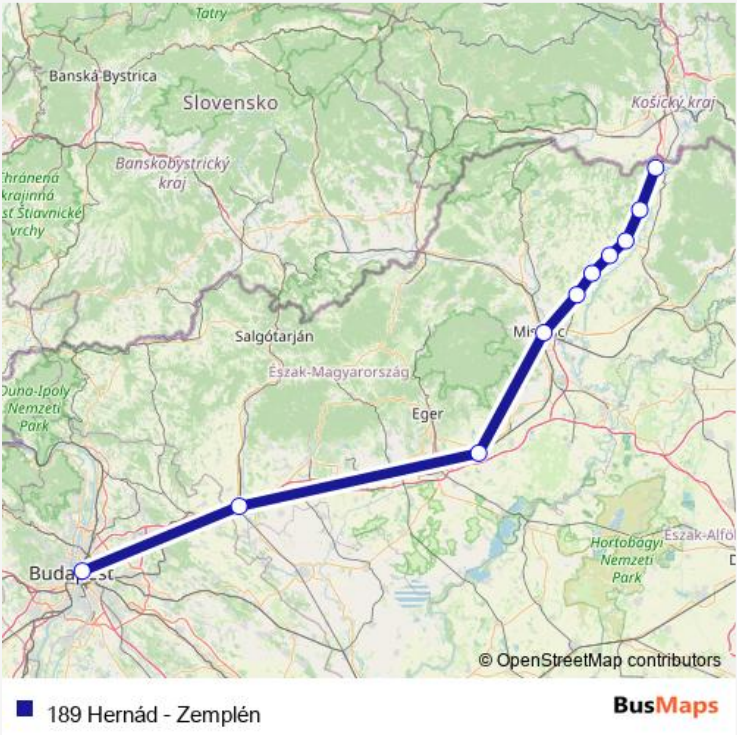 Tatry
Banská Bystrica
Slovensko
Košický kraj
Banskobystrický
kraj
Chránená
krajinná
Štiavnické
vrchy
Salgótarján
Észak-Magyarország
Duna-Ipoly
Nemzeti
Park
Eger
Hortobágyi
Nemzeti
Park
Észak-Alföl
Budapest
© OpenStreetMap contributors
189 Hernád - Zemplén
BusMaps